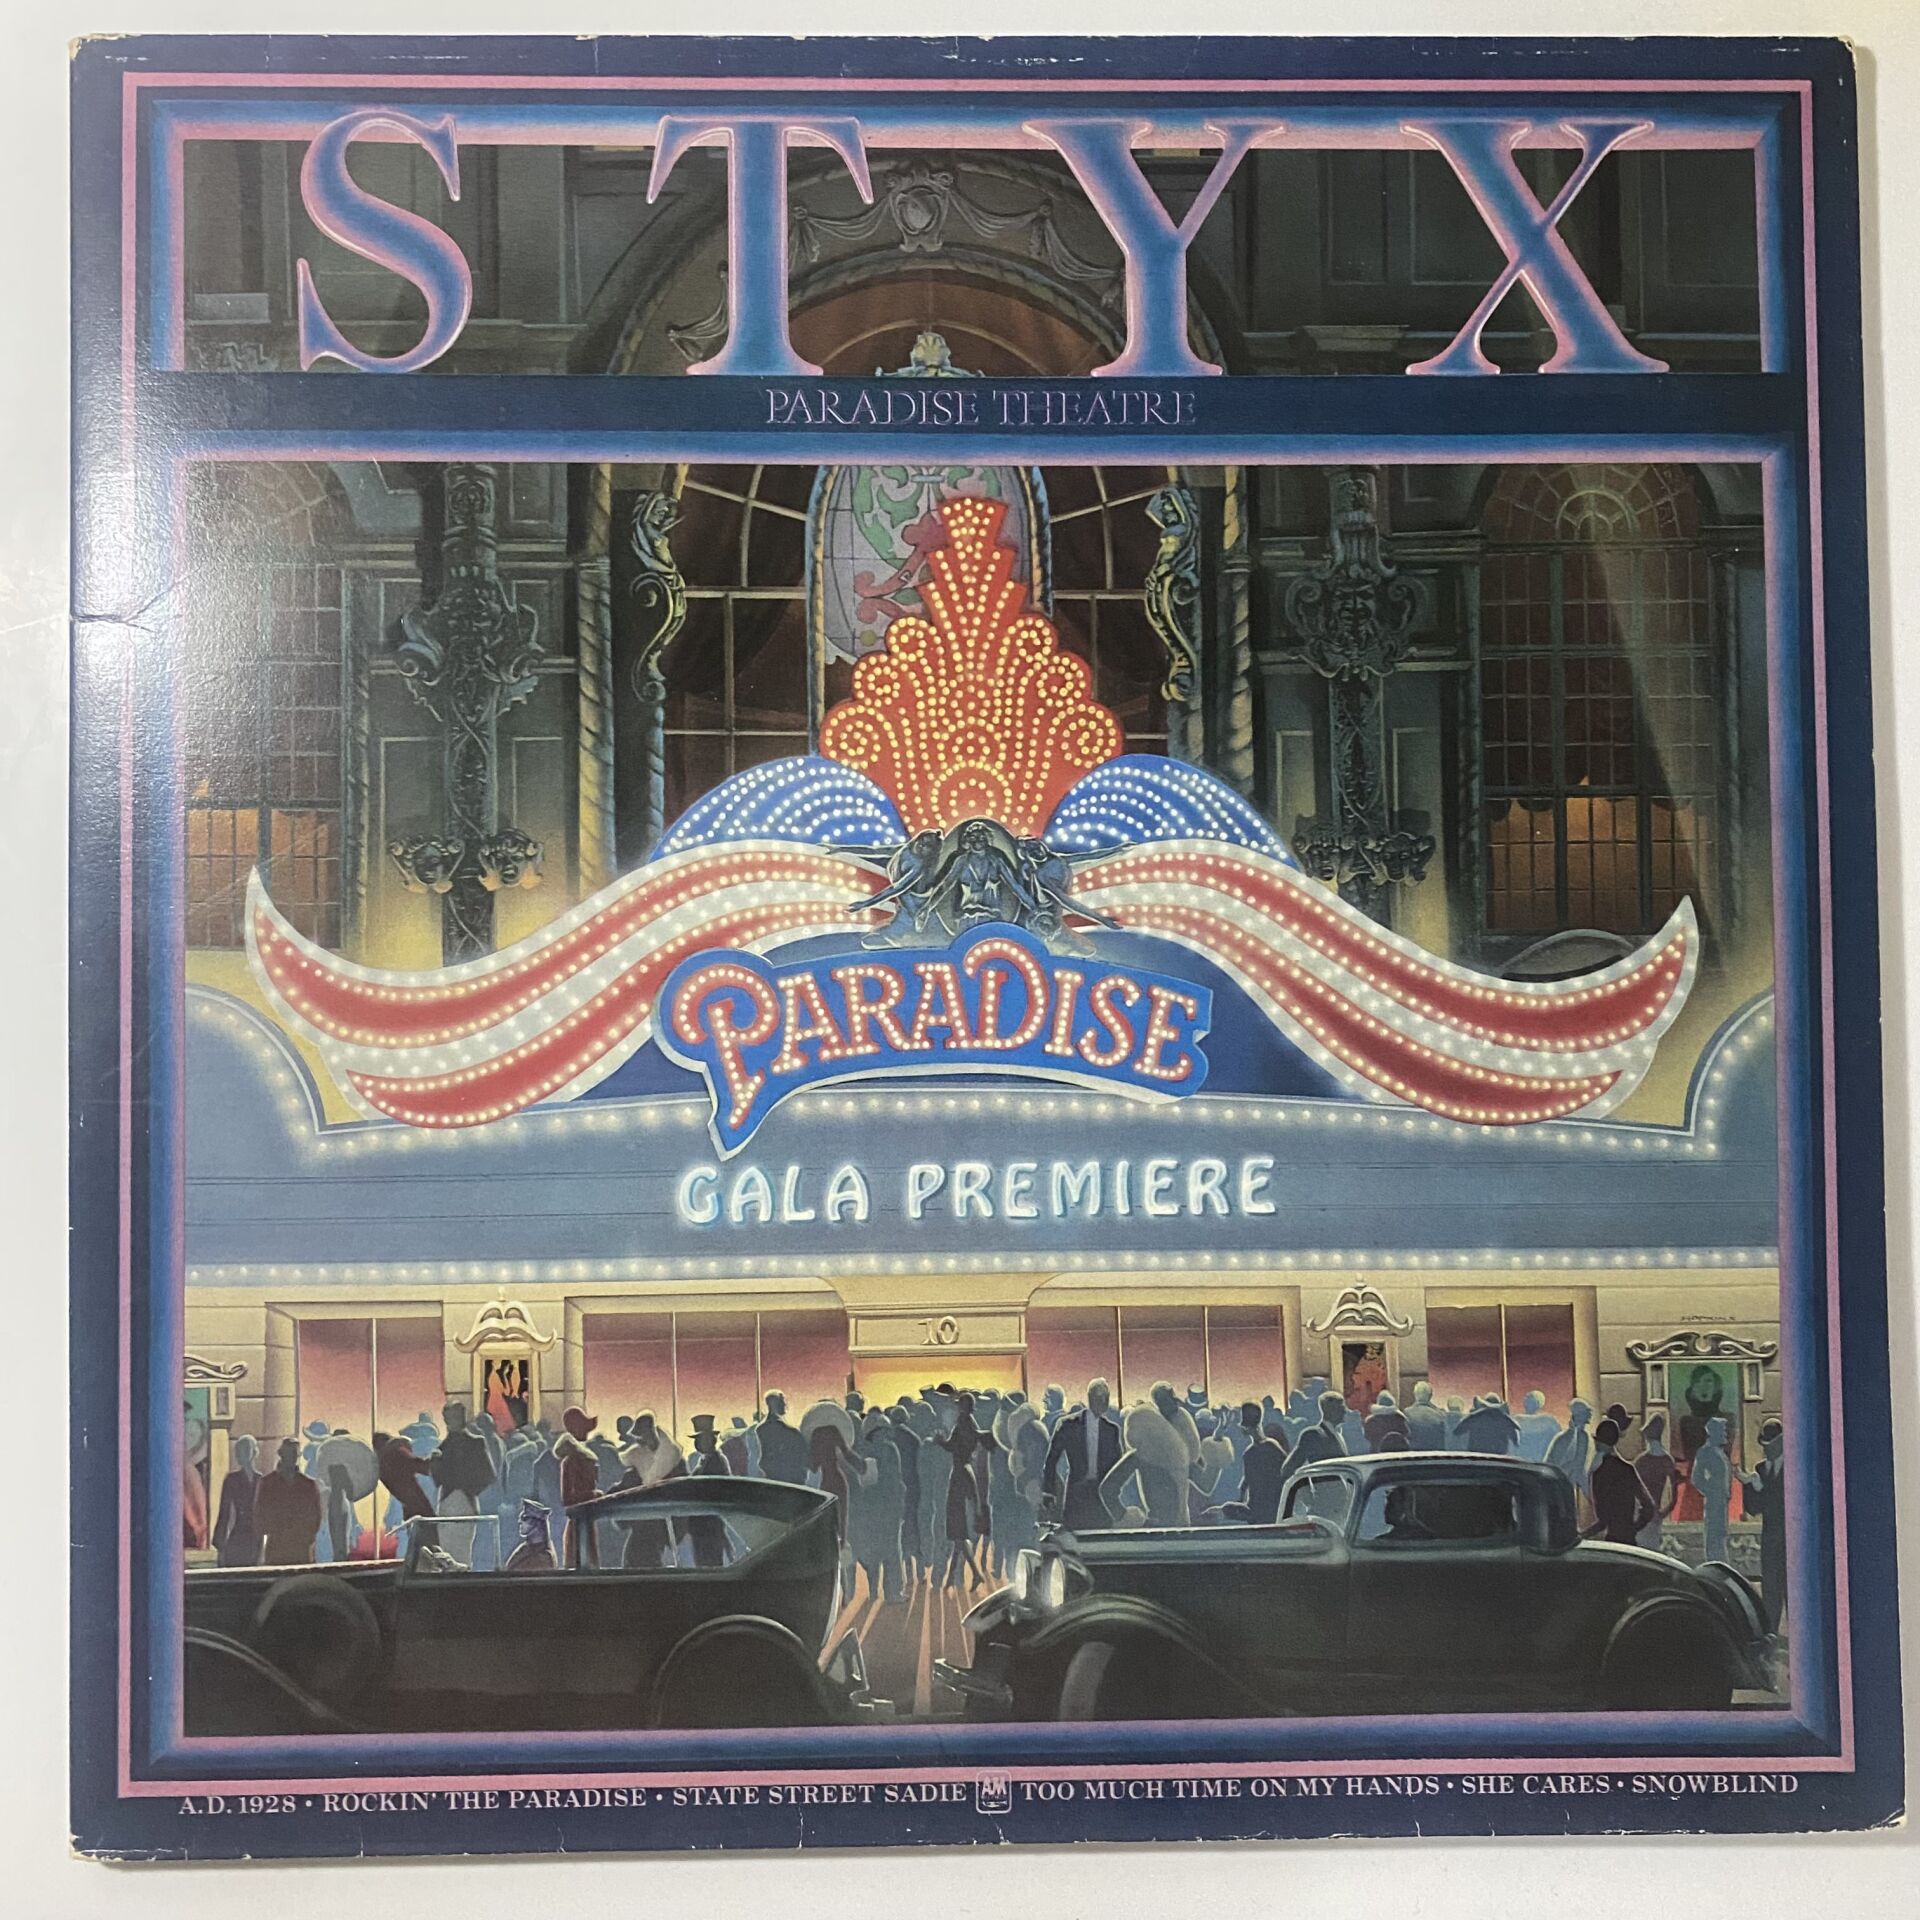 STYX
PARADISE THEATRE
PARADISE
GALA PREMIERE
10
HOPKINS
A.D. 1928 • ROCKIN' THE PARADISE • STATE STREET SADIE A&M TOO MUCH TIME ON MY HANDS • SHE CARES • SNOWBLIND